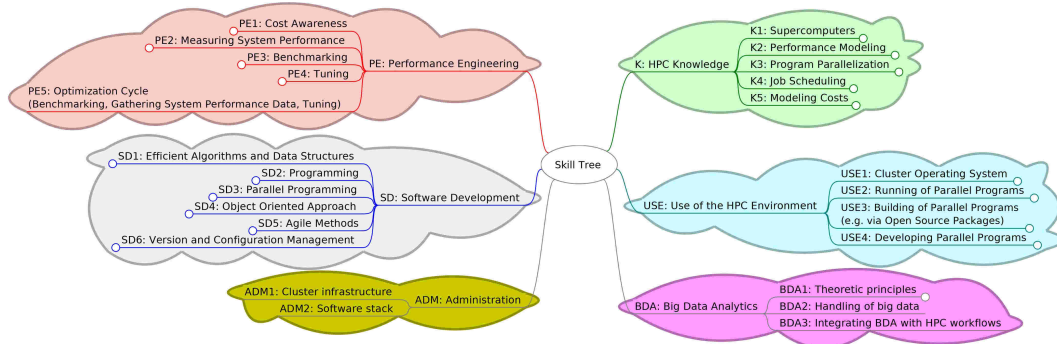 PE1: Cost Awareness
PE2: Measuring System Performance
PE3: Benchmarking
PE4: Tuning
PE5: Optimization Cycle
(Benchmarking, Gathering System Performance Data, Tuning)
PE: Performance Engineering
SD1: Efficient Algorithms and Data Structures
SD2: Programming
SD3: Parallel Programming
SD4: Object Oriented Approach
SD5: Agile Methods
SD6: Version and Configuration Management
SD: Software Development
ADM1: Cluster infrastructure
ADM2: Software stack
ADM: Administration
Skill Tree
K: HPC Knowledge
K1: Supercomputers
K2: Performance Modeling
K3: Program Parallelization
K4: Job Scheduling
K5: Modeling Costs
USE: Use of the HPC Environment
USE1: Cluster Operating System
USE2: Running of Parallel Programs
USE3: Building of Parallel Programs
(e.g. via Open Source Packages)
USE4: Developing Parallel Programs
BDA: Big Data Analytics
BDA1: Theoretic principles
BDA2: Handling of big data
BDA3: Integrating BDA with HPC workflows